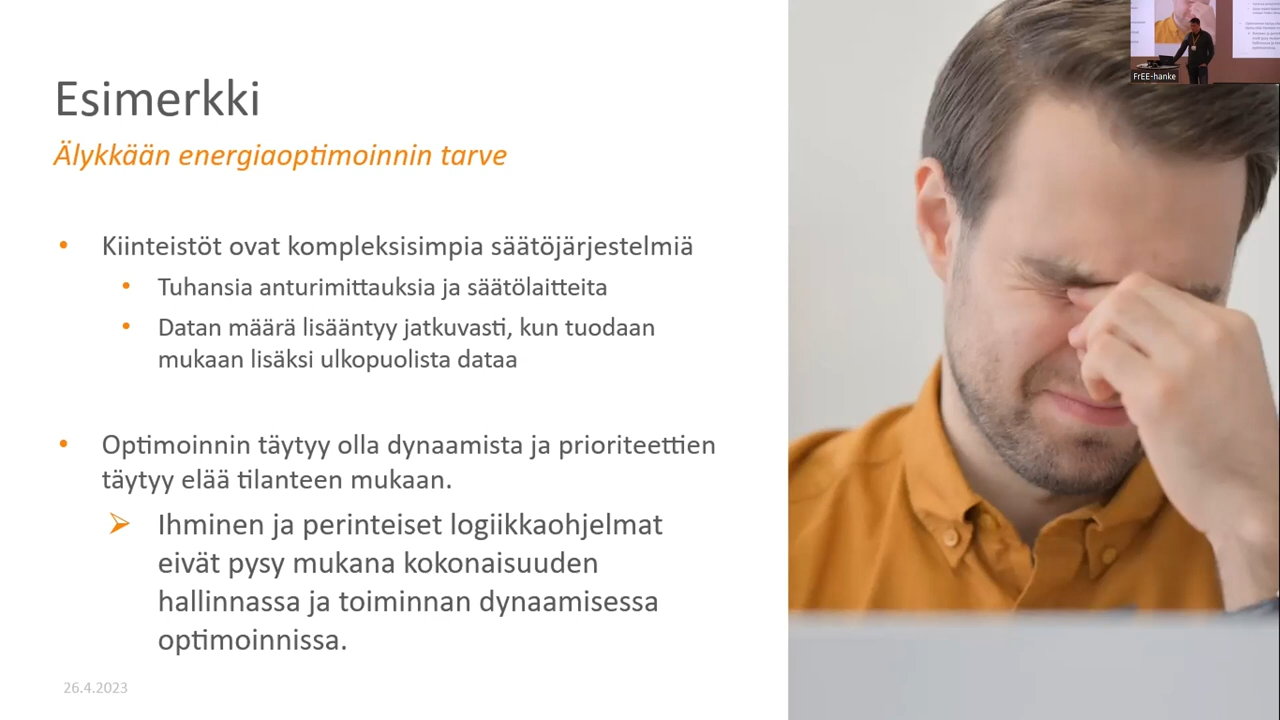 Esimerkki
Älykkään energiaoptimoinnin tarve
• Kiinteistöt ovat kompleksisimpia säätöjärjestelmiä
• Tuhansia anturimittauksia ja säätölaitteita
• Datan määrä lisääntyy jatkuvasti, kun tuodaan
mukaan lisäksi ulkopuolista dataa
• Optimoinnin täytyy olla dynaamista ja prioriteettien
täytyy elää tilanteen mukaan.
➢ Ihminen ja perinteiset logiikkaohjelmat
eivät pysy mukana kokonaisuuden
hallinnassa ja toiminnan dynaamisessa
optimoinnissa.
26.4.2023
FrEE-hanke